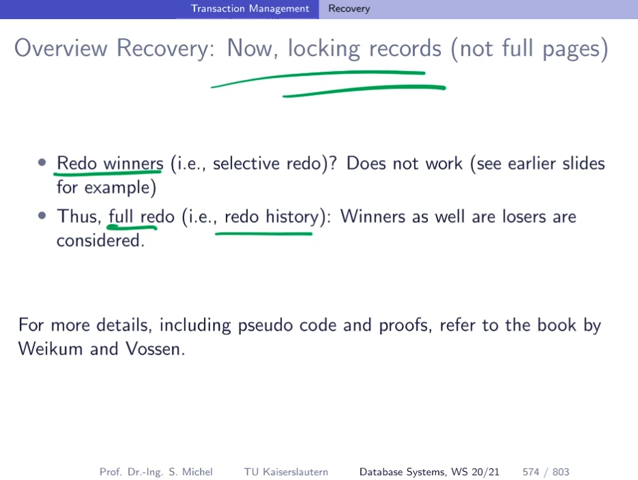 Transaction Management Recovery
Overview Recovery: Now, locking records (not full pages)
• Redo winners (i.e., selective redo)? Does not work (see earlier slides
for example)
• Thus, full redo (i.e., redo history): Winners as well are losers are
considered.
For more details, including pseudo code and proofs, refer to the book by
Weikum and Vossen.
Prof. Dr.-Ing. S. Michel TU Kaiserslautern Database Systems, WS 20/21 574 / 803